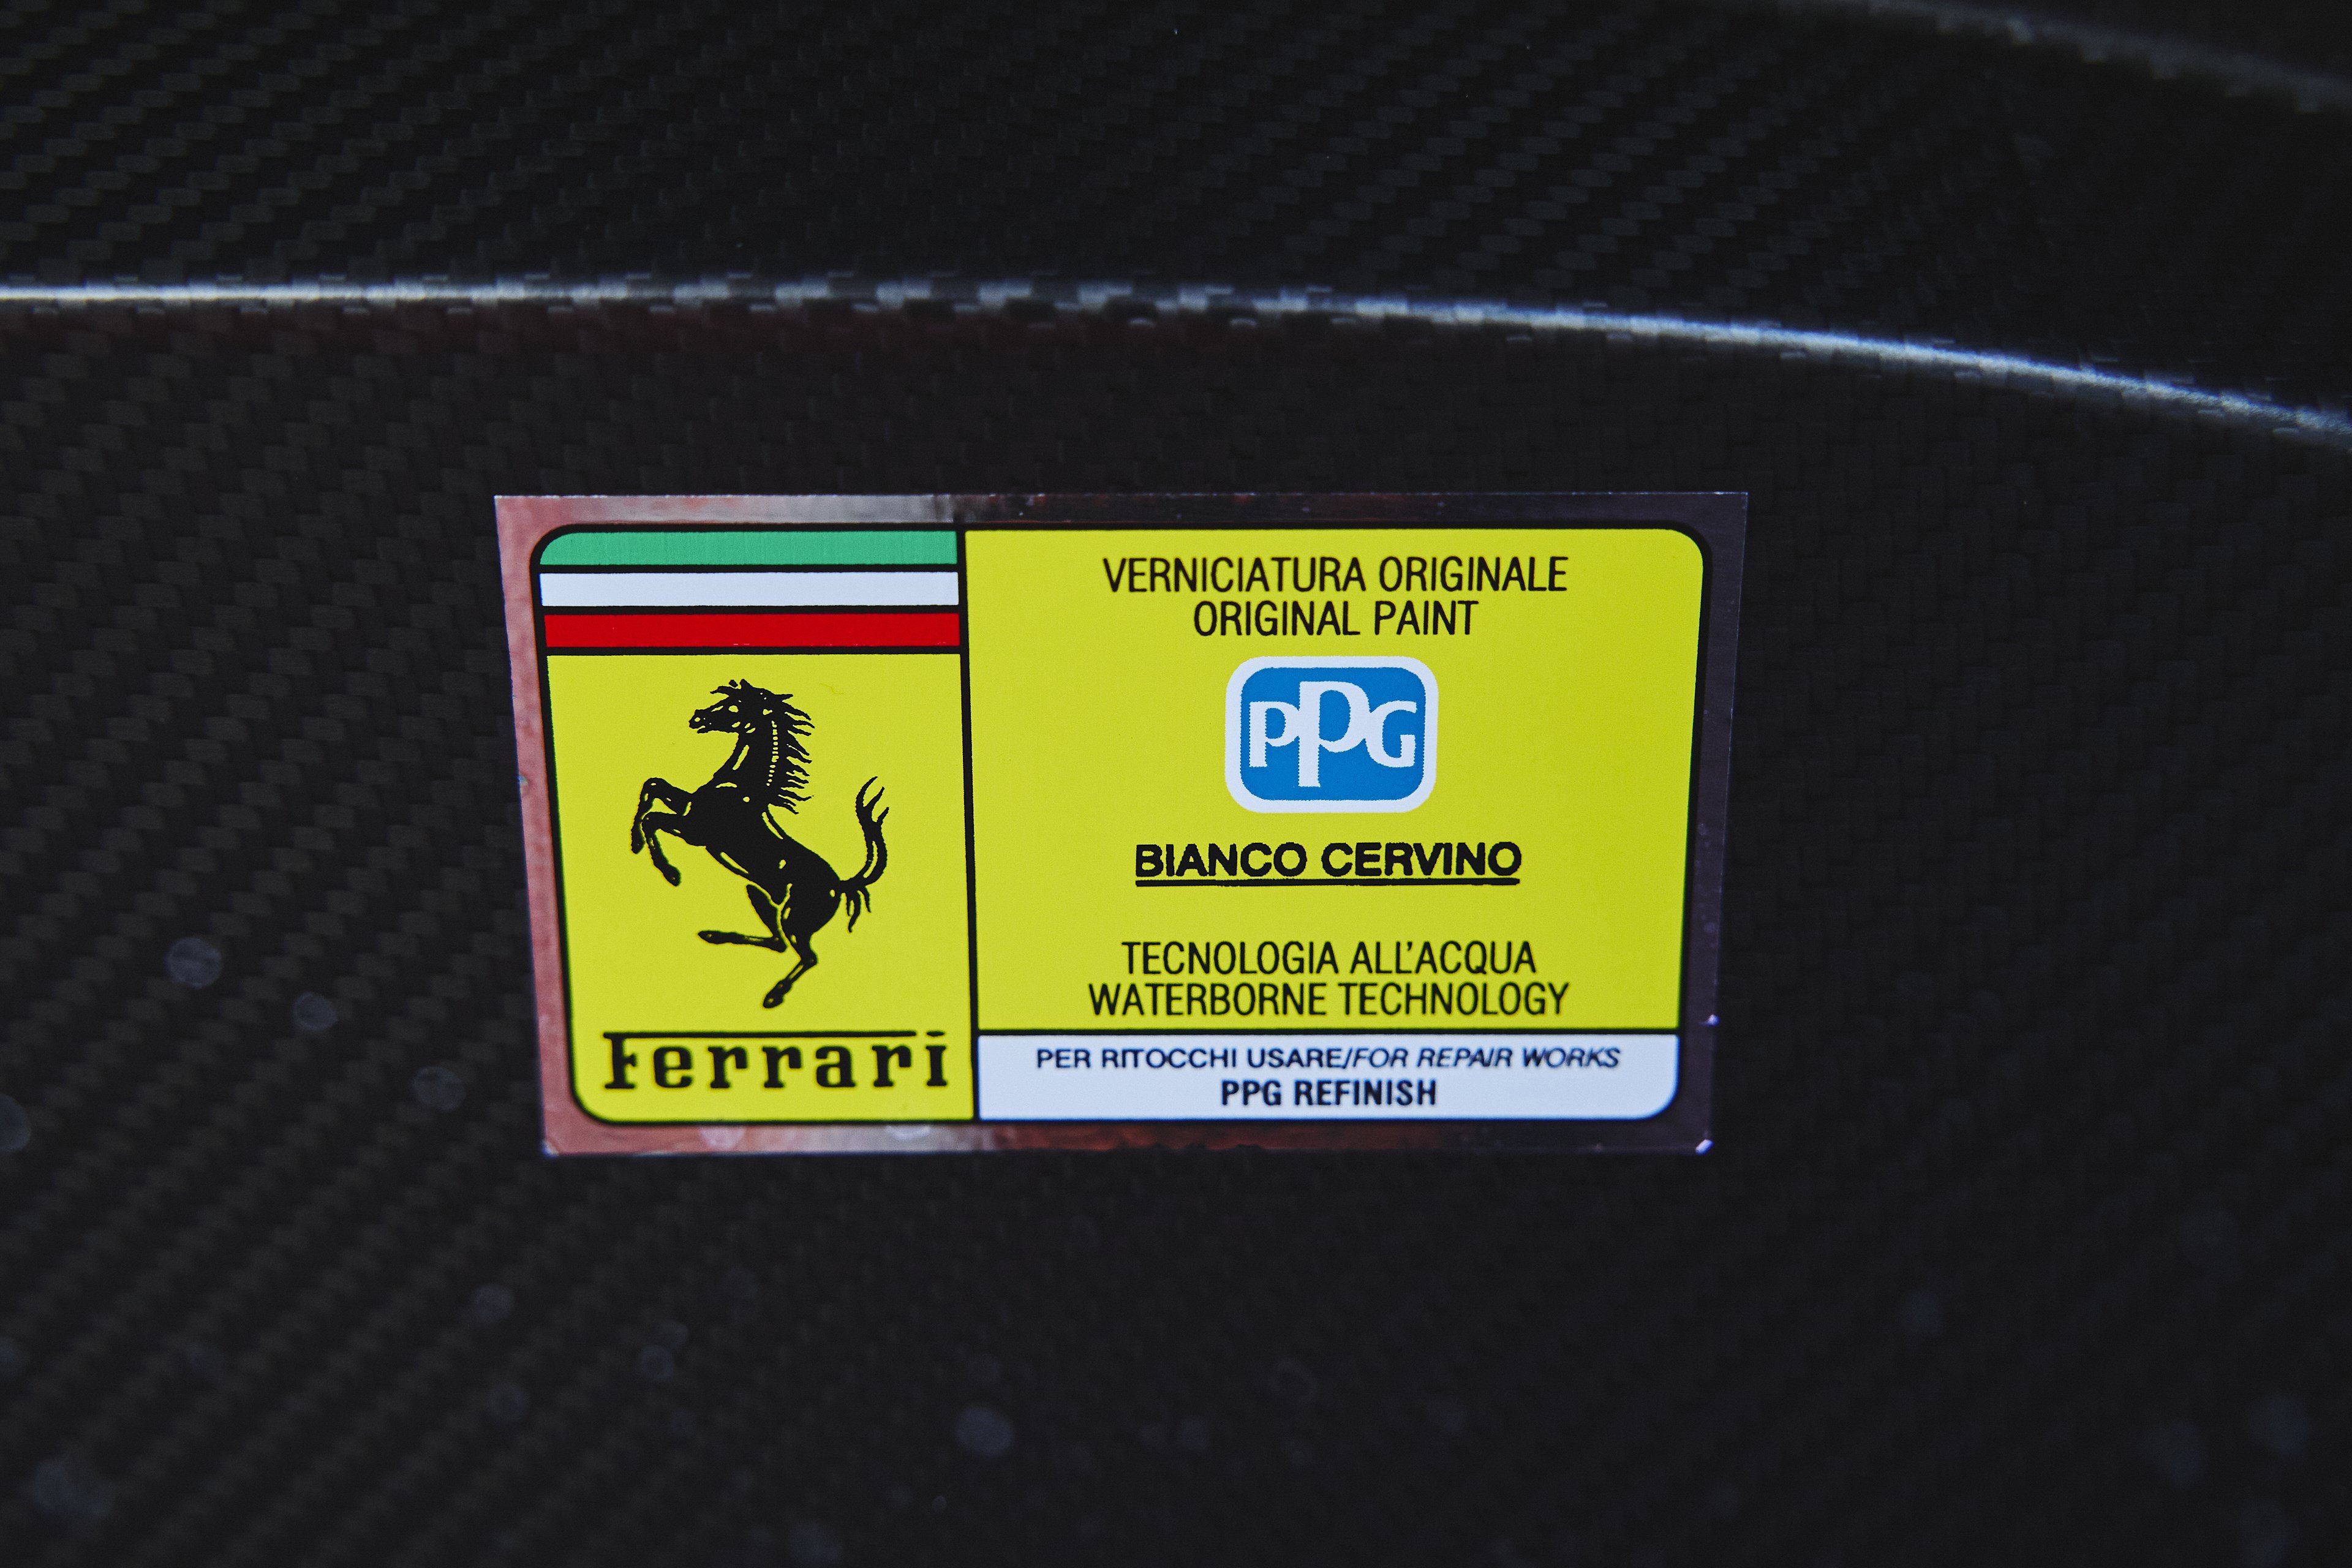 Ferrari
VERNICIATURA ORIGINALE
ORIGINAL PAINT
PPG
BIANCO CERVINO
TECNOLOGIA ALL'ACQUA
WATERBORNE TECHNOLOGY
PER RITOCCHI USARE/FOR REPAIR WORKS
PPG REFINISH